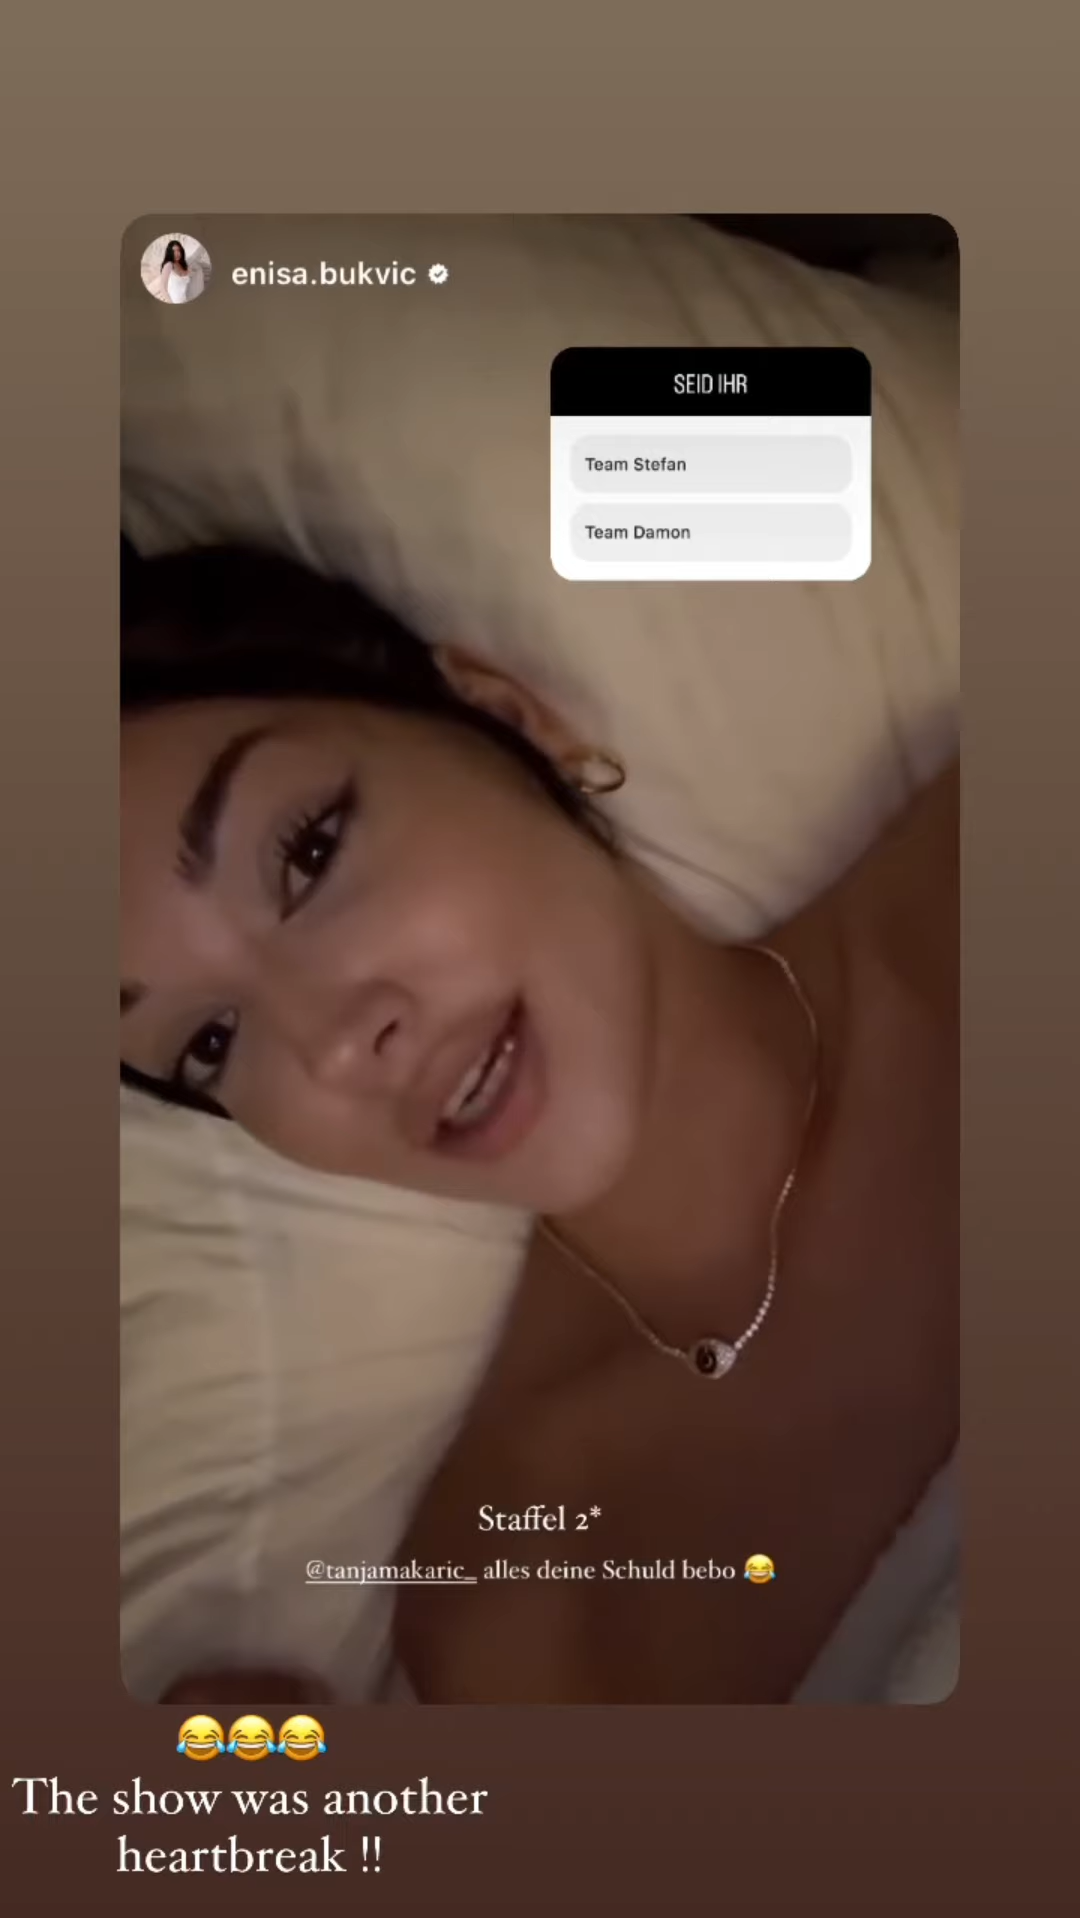 enisa.bukvic
SEID IHR
Team Stefan
Team Damon
Staffel 2*
@tanjamakaric_ alles deine Schuld bebo 😂
😂😂😂
The show was another
heartbreak !!